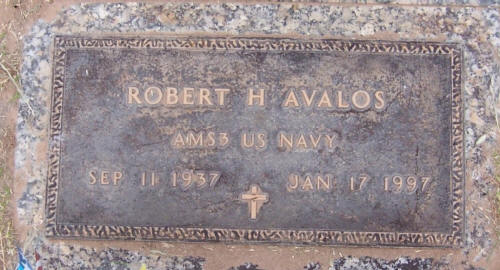 ROBERT H AVALOS
AMS3 US NAVY
SEP 11 1937 JAN 17 1997